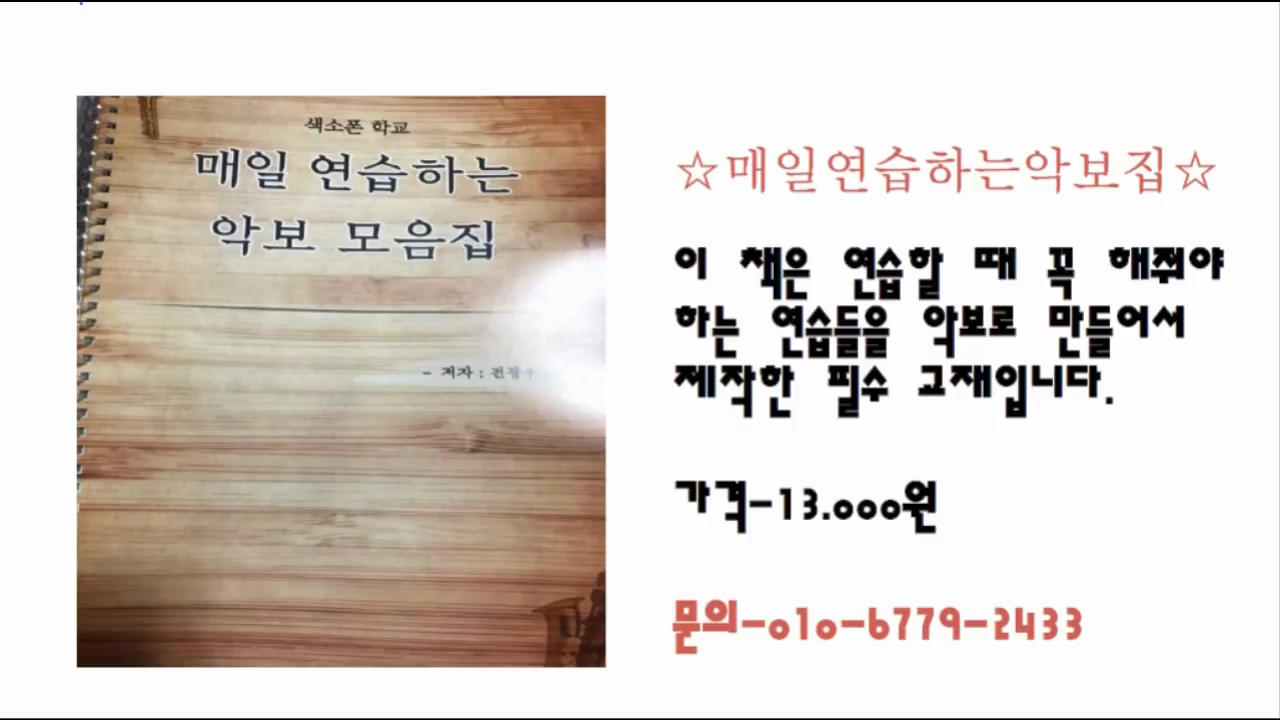 색소폰 학교
매일 연습하는
악보 모음집
- 저자 :
☆매일연습하는악보집☆
이 책은 연습할 때 꼭 해줘야
하는 연습들을 악보로 만들어서
제작한 필수 교재입니다.
가격-13.000원
문의-010-6779-2433